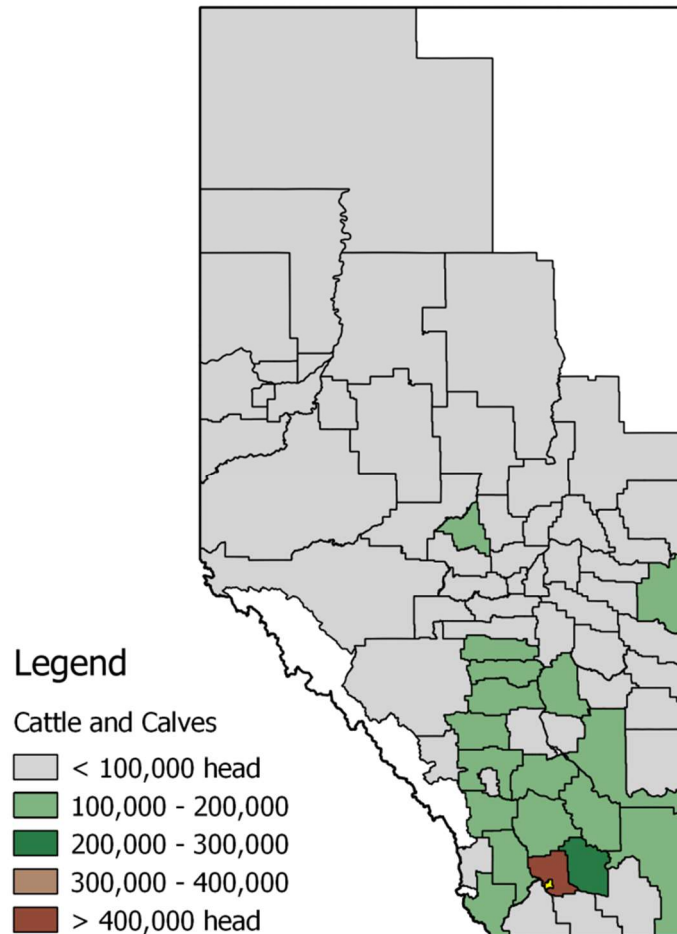 Legend
Cattle and Calves
< 100,000 head
100,000 - 200,000
200,000 - 300,000
300,000 - 400,000
> 400,000 head